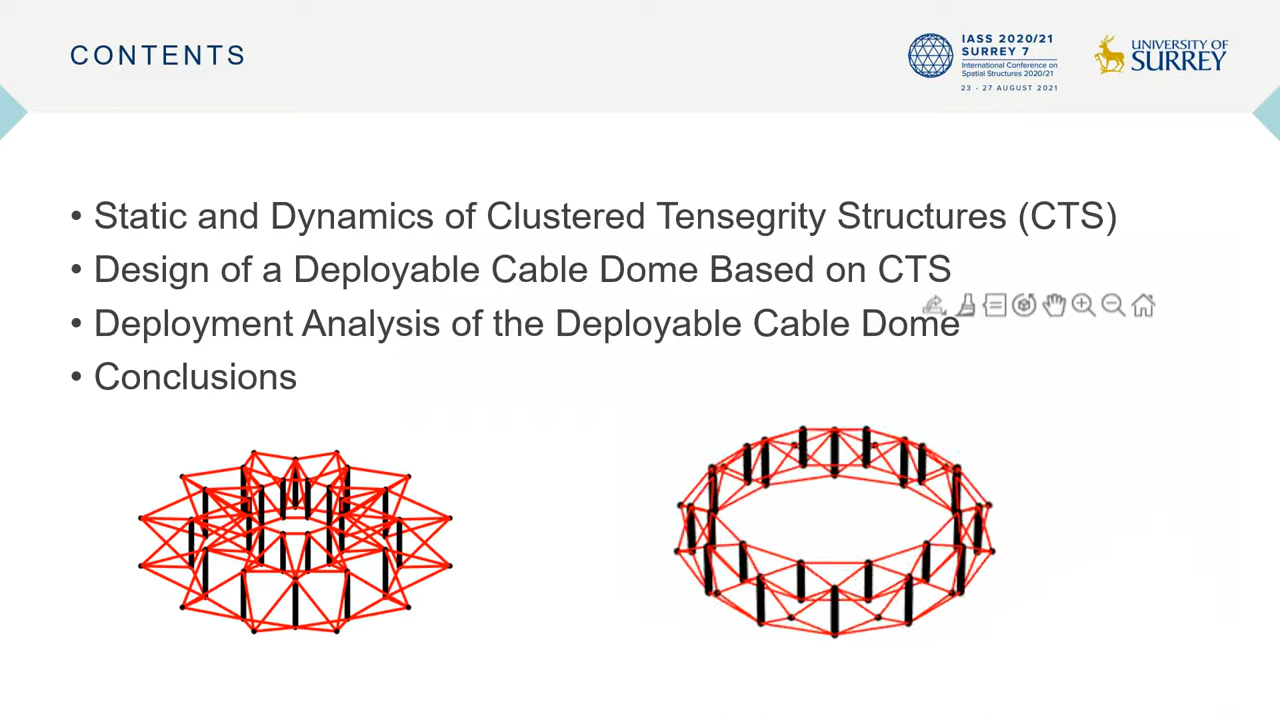 CONTENTS
IASS 2020/21
SURREY 7
International Conference on
Spatial Structures 2020/21
23 - 27 AUGUST 2021
UNIVERSITY OF
SURREY
• Static and Dynamics of Clustered Tensegrity Structures (CTS)
• Design of a Deployable Cable Dome Based on CTS
• Deployment Analysis of the Deployable Cable Dome
• Conclusions